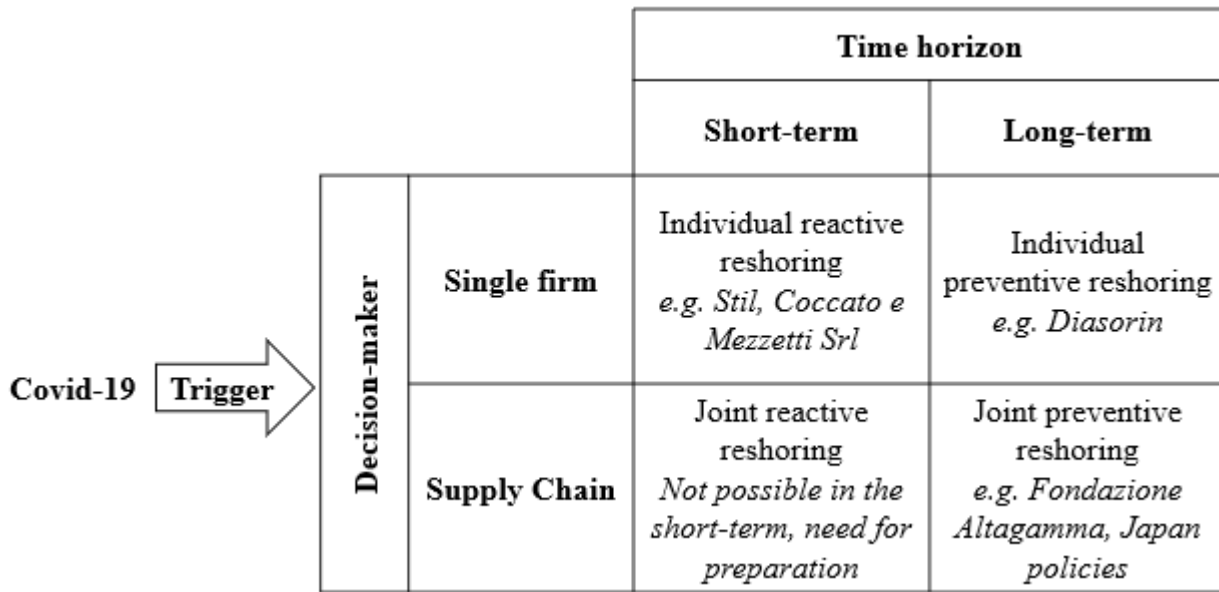 Time horizon
Short-term
Long-term
Covid-19
Trigger
Decision-maker
Single firm
Individual reactive
reshoring
e.g. Stil, Coccato e
Mezzetti Srl
Individual
preventive reshoring
e.g. Diasorin
Supply Chain
Joint reactive
reshoring
Not possible in the
short-term, need for
preparation
Joint preventive
reshoring
e.g. Fondazione
Altagamma, Japan
policies